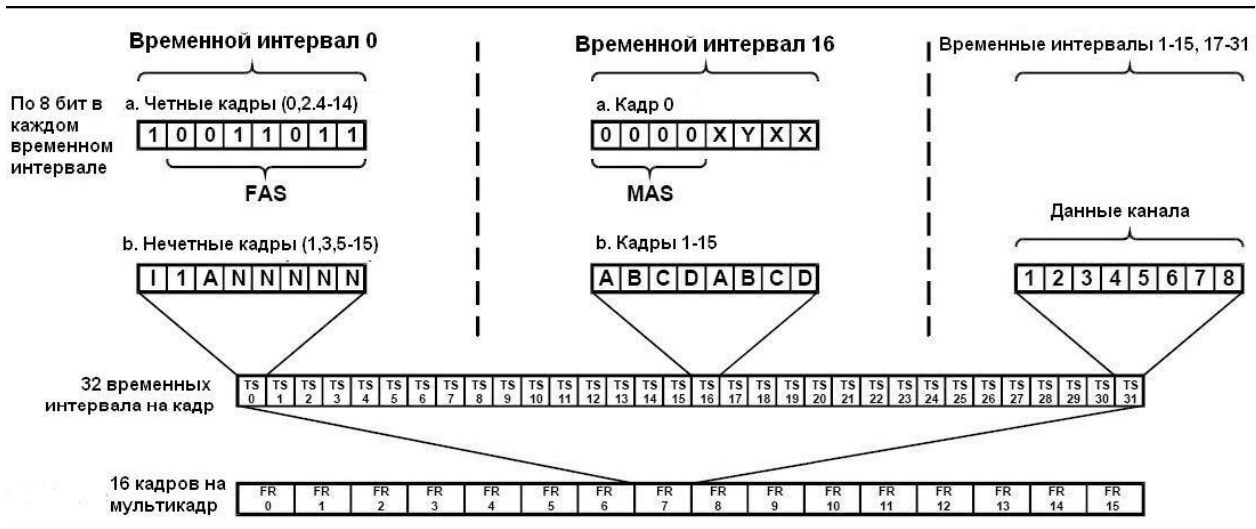 Временной интервал 0
Временной интервал 16
Временные интервалы 1-15, 17-31
По 8 бит в
каждом
временном
интервале
a. Четные кадры (0,2.4-14)
1 0 0 1 1 0 1 1
FAS
a. Кадр 0
0 0 0 0 X Y X X
MAS
b. Нечетные кадры (1,3,5-15)
I 1 A N N N N N
b. Кадры 1-15
A B C D A B C D
Данные канала
1 2 3 4 5 6 7 8
32 временных
интервала на кадр
TS TS TS TS TS TS TS TS TS TS TS TS TS TS TS TS TS TS TS TS TS TS TS TS TS TS TS TS TS TS TS TS
0 1 2 3 4 5 6 7 8 9 10 11 12 13 14 15 16 17 18 19 20 21 22 23 24 25 26 27 28 29 30 31
16 кадров на
мультикадр
FR FR FR FR FR FR FR FR FR FR FR FR FR FR FR FR
0 1 2 3 4 5 6 7 8 9 10 11 12 13 14 15